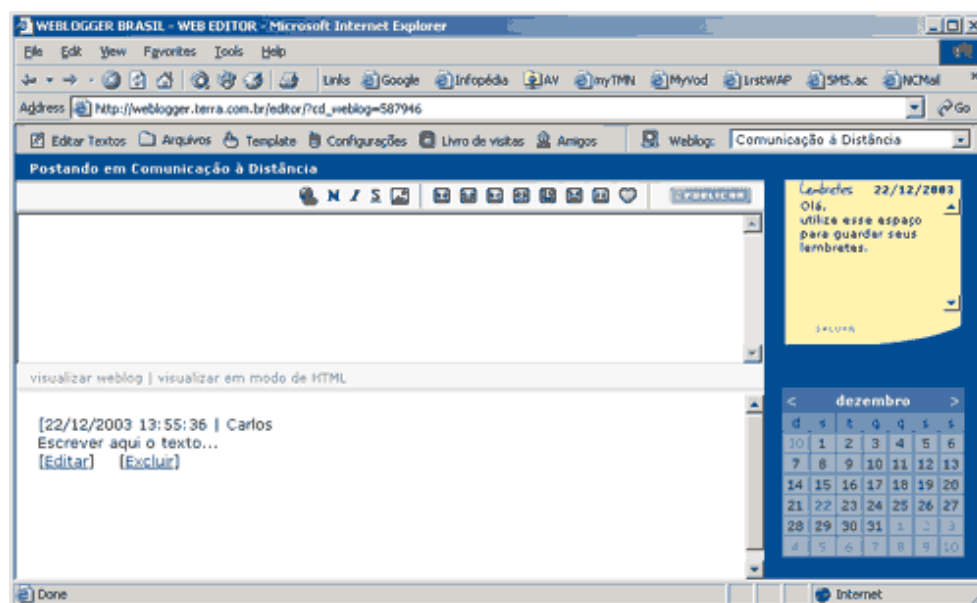 WEBLOGGER BRASIL - WEB EDITOR - Microsoft Internet Explorer
File Edit View Favorites Tools Help
Links Google Infopédia JAV myTMN MyVod IrstWAP SMS.ac NCMail
Address http://weblogger.terra.com.br/editor/?cd_weblog=587946 Go
Editar Textos Arquivos Template Configurações Livro de visitas Amigos Weblog: Comunicação á Distância
Postando em Comunicação à Distância
N I S PUBLICAR
Lembretes 22/12/2003
Olá,
utilize esse espaço
para guardar seus
lembretes.
SALVAR
visualizar weblog | visualizar em modo de HTML
[22/12/2003 13:55:36 | Carlos
Escrever aqui o texto...
[Editar] [Excluir]
< dezembro >
d s t q q s s
30 1 2 3 4 5 6
7 8 9 10 11 12 13
14 15 16 17 18 19 20
21 22 23 24 25 26 27
28 29 30 31 1 2 3
4 5 6 7 8 9 10
Done Internet